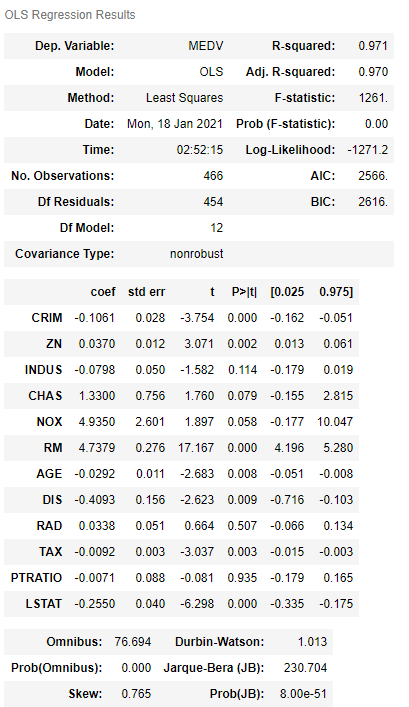 OLS Regression Results
Dep. Variable: MEDV R-squared: 0.971
Model: OLS Adj. R-squared: 0.970
Method: Least Squares F-statistic: 1261.
Date: Mon, 18 Jan 2021 Prob (F-statistic): 0.00
Time: 02:52:15 Log-Likelihood: -1271.2
No. Observations: 466 AIC: 2566.
Df Residuals: 454 BIC: 2616.
Df Model: 12
Covariance Type: nonrobust
coef std err t P>|t| [0.025 0.975]
CRIM -0.1061 0.028 -3.754 0.000 -0.162 -0.051
ZN 0.0370 0.012 3.071 0.002 0.013 0.061
INDUS -0.0798 0.050 -1.582 0.114 -0.179 0.019
CHAS 1.3300 0.756 1.760 0.079 -0.155 2.815
NOX 4.9350 2.601 1.897 0.058 -0.177 10.047
RM 4.7379 0.276 17.167 0.000 4.196 5.280
AGE -0.0292 0.011 -2.683 0.008 -0.051 -0.008
DIS -0.4093 0.156 -2.623 0.009 -0.716 -0.103
RAD 0.0338 0.051 0.664 0.507 -0.066 0.134
TAX -0.0092 0.003 -3.037 0.003 -0.015 -0.003
PTRATIO -0.0071 0.088 -0.081 0.935 -0.179 0.165
LSTAT -0.2550 0.040 -6.298 0.000 -0.335 -0.175
Omnibus: 76.694 Durbin-Watson: 1.013
Prob(Omnibus): 0.000 Jarque-Bera (JB): 230.704
Skew: 0.765 Prob(JB): 8.00e-51